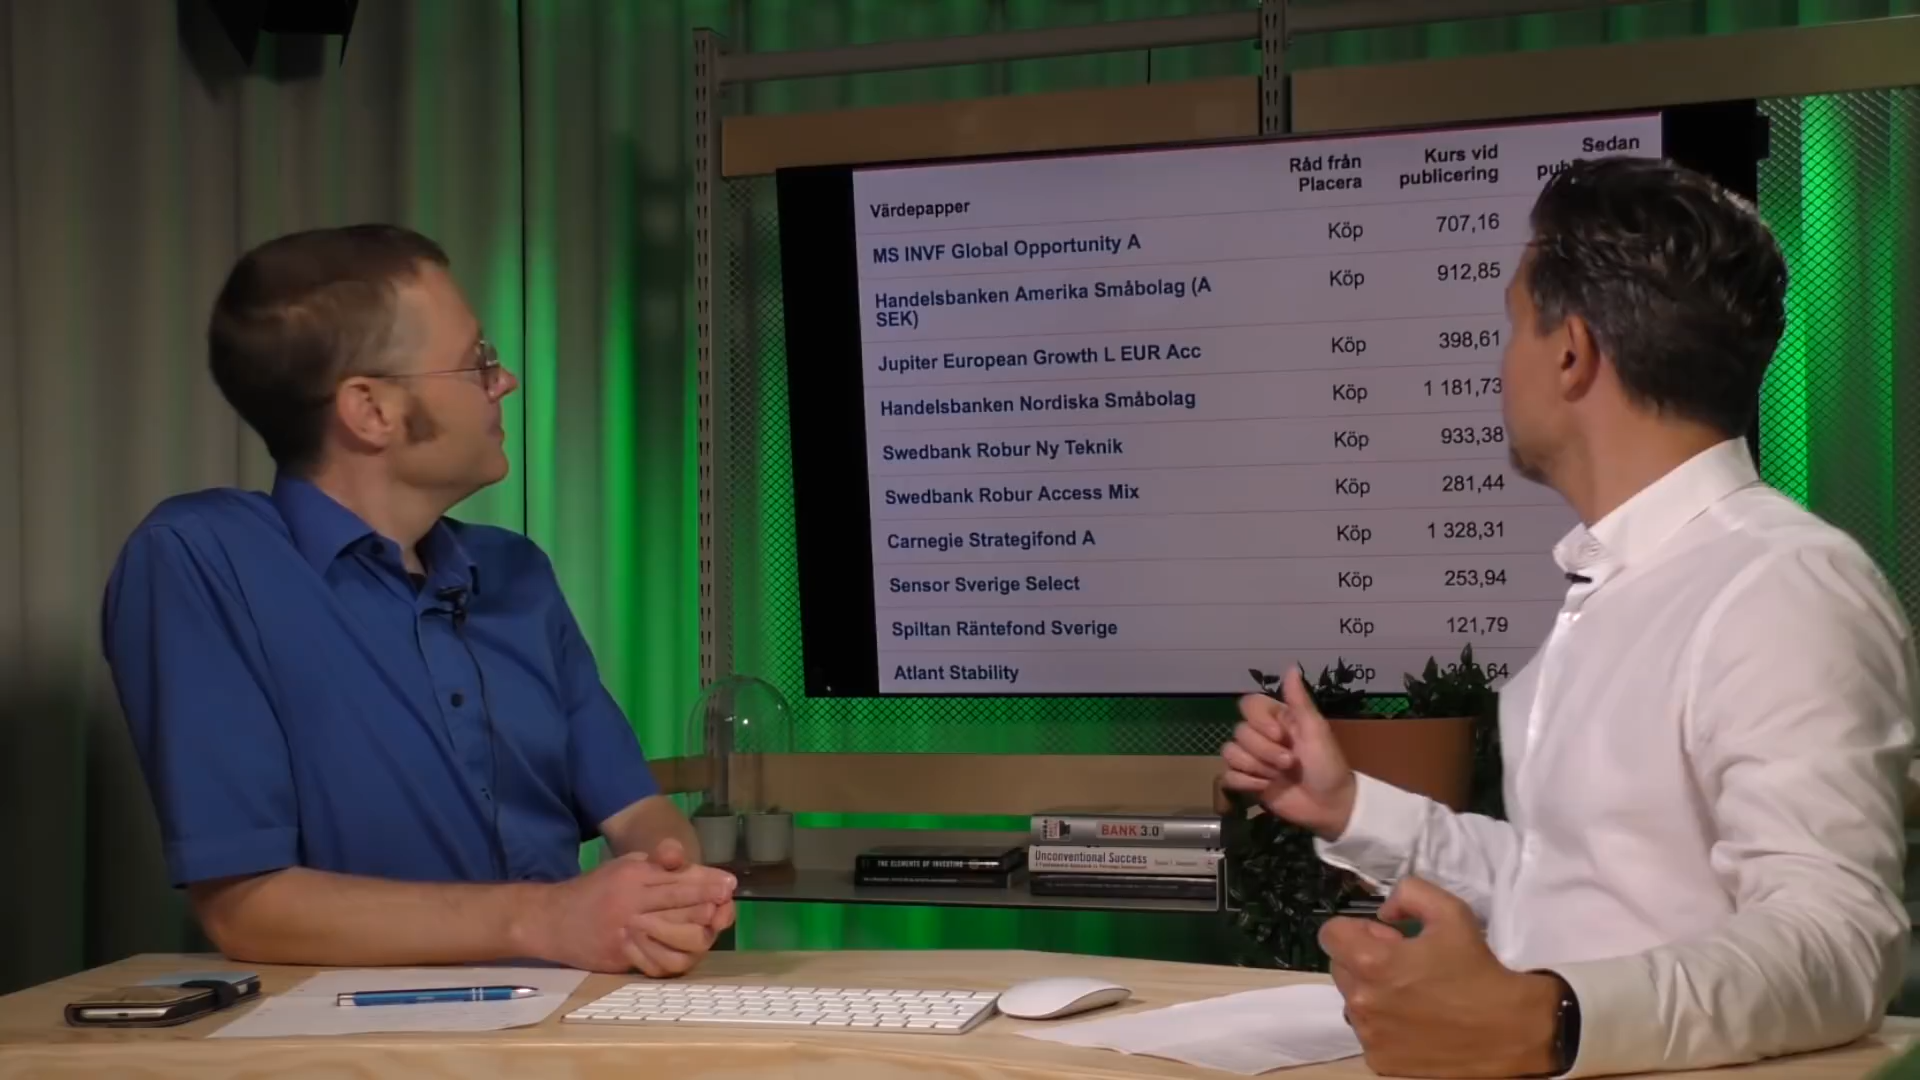 Värdepapper Råd från Placera Kurs vid publicering Sedan
MS INVF Global Opportunity A Köp 707,16
Handelsbanken Amerika Småbolag (A SEK) Köp 912,85
Jupiter European Growth L EUR Acc Köp 398,61
Handelsbanken Nordiska Småbolag Köp 1 181,73
Swedbank Robur Ny Teknik Köp 933,38
Swedbank Robur Access Mix Köp 281,44
Carnegie Strategifond A Köp 1 328,31
Sensor Sverige Select Köp 253,94
Spiltan Räntefond Sverige Köp 121,79
Atlant Stability Köp
BANK 3.0
Unconventional Success
THE ELEMENTS OF INVESTING